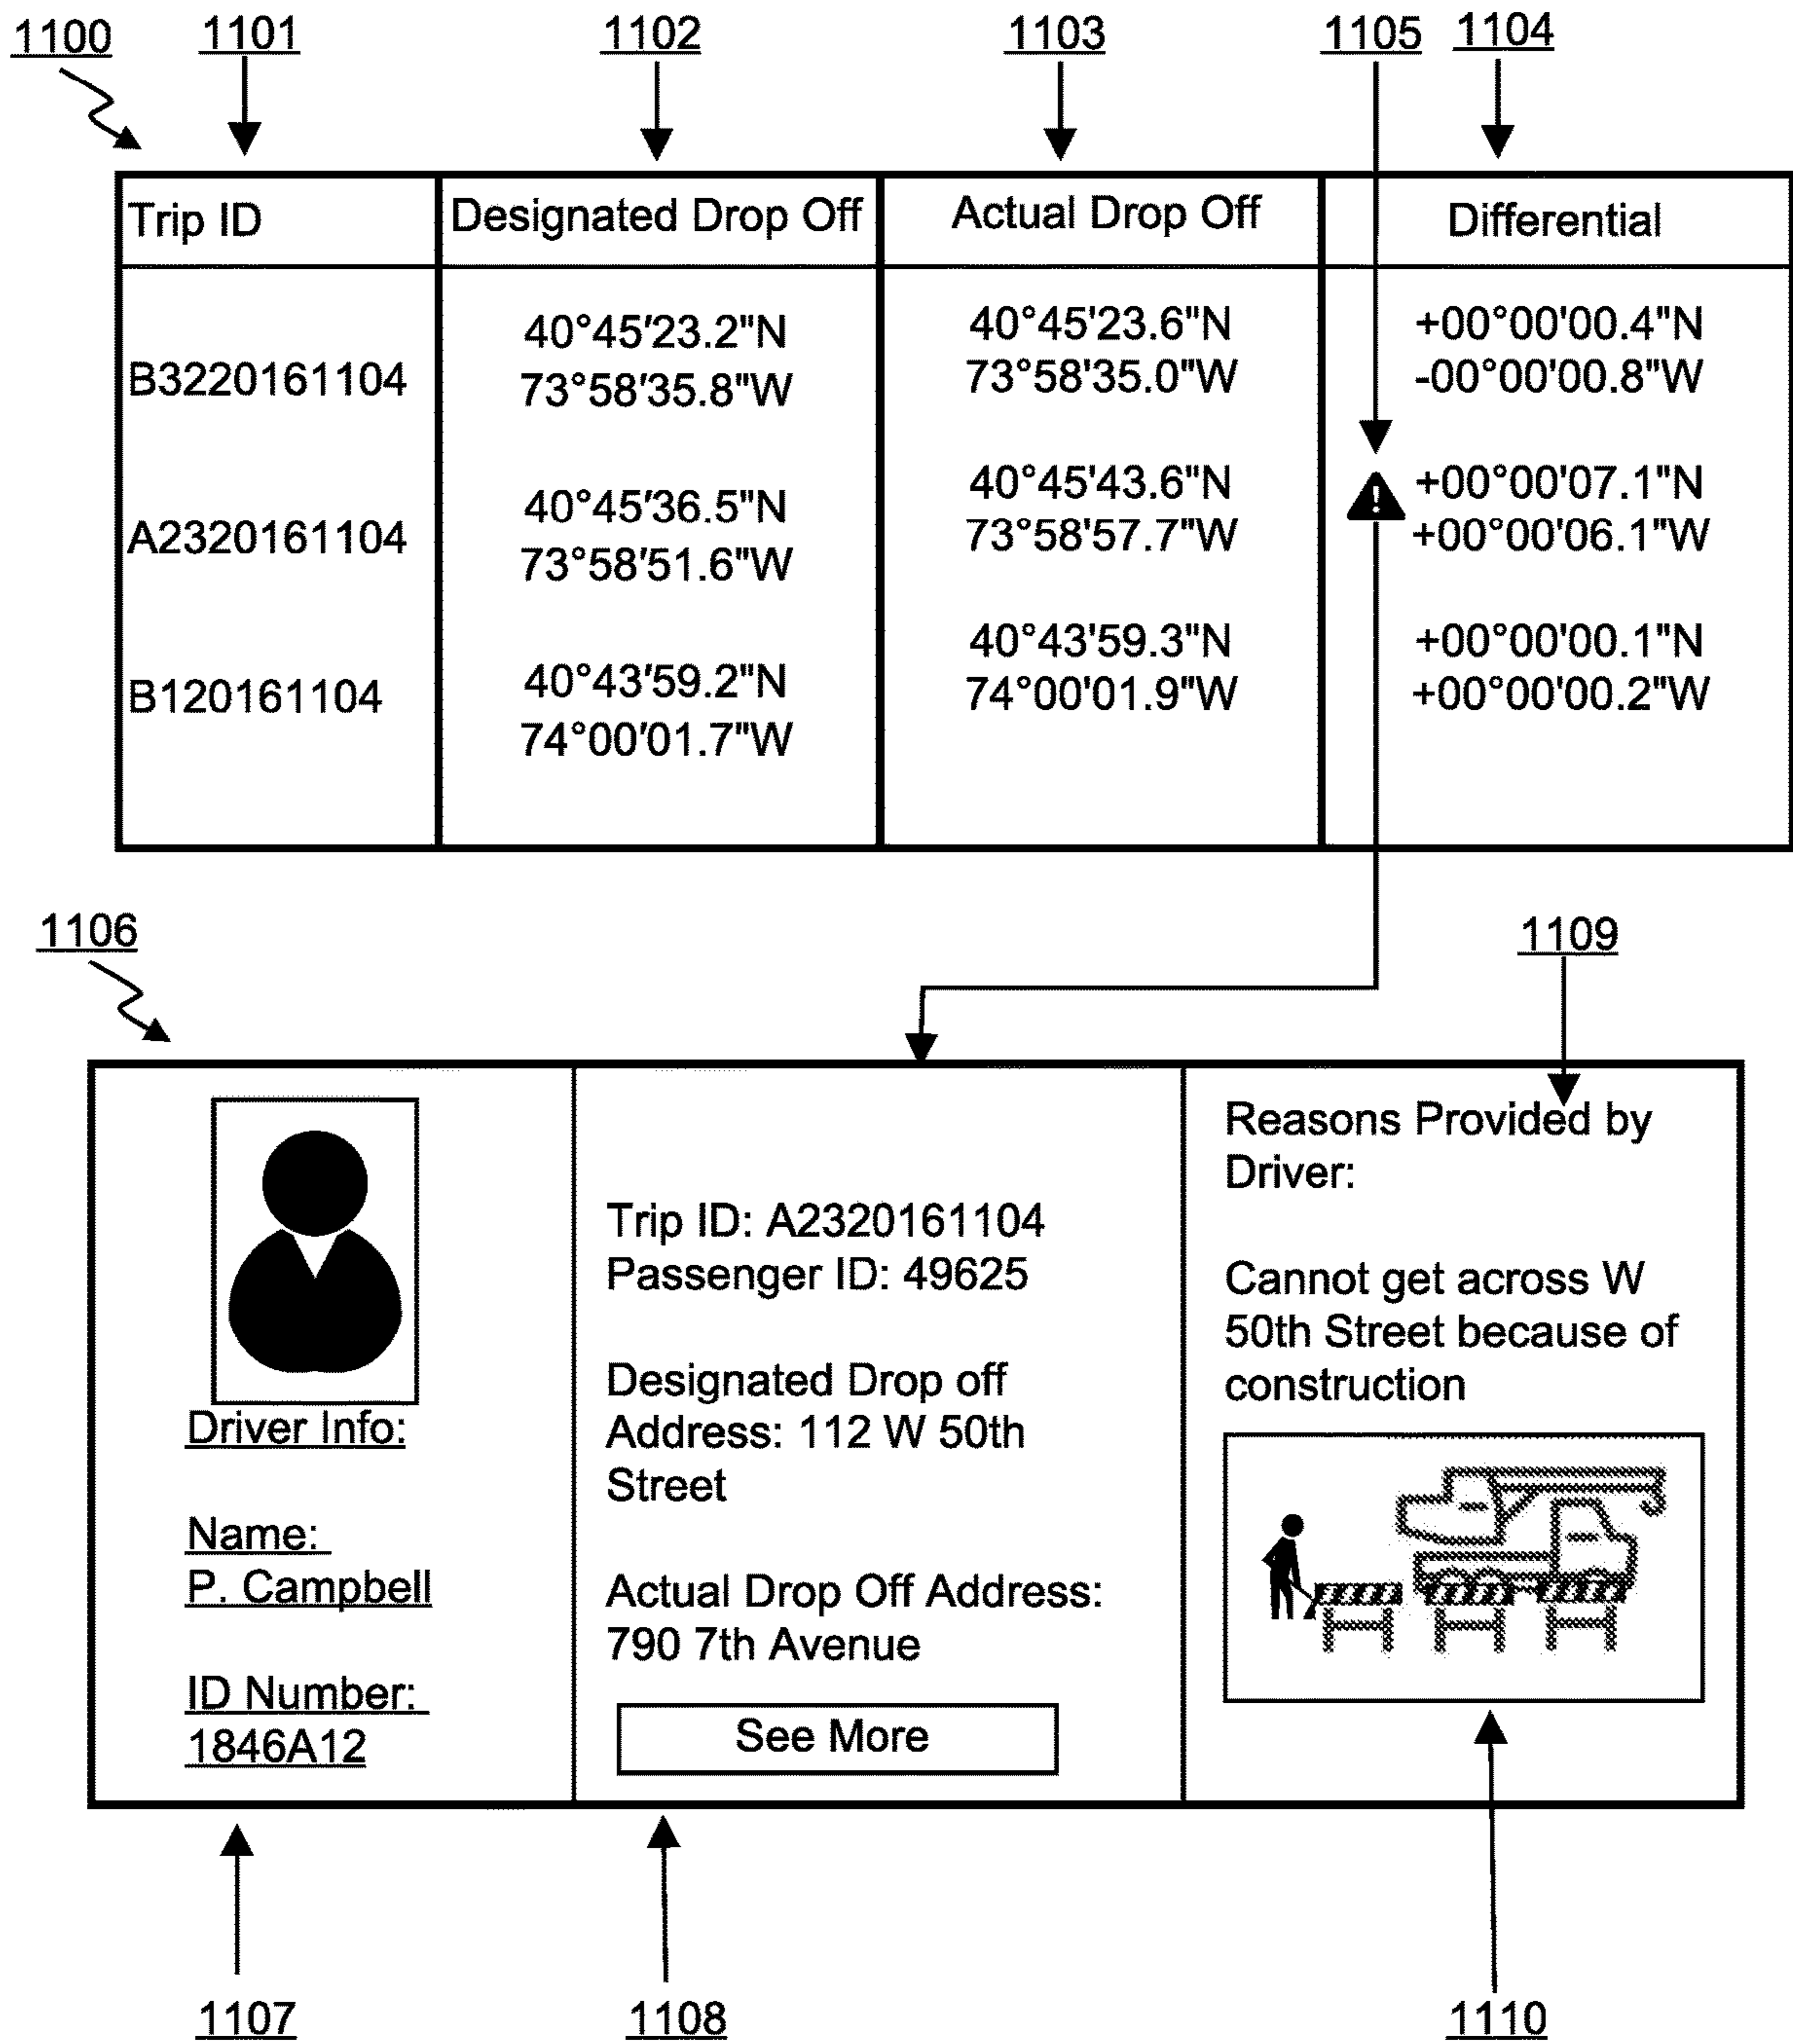 1100 1101 1102 1103 1105 1104
Trip ID Designated Drop Off Actual Drop Off Differential
B3220161104
40°45'23.2"N
73°58'35.8"W
40°45'23.6"N
73°58'35.0"W
+00°00'00.4"N
-00°00'00.8"W
A2320161104
40°45'36.5"N
73°58'51.6"W
40°45'43.6"N
73°58'57.7"W
!
+00°00'07.1"N
+00°00'06.1"W
B120161104
40°43'59.2"N
74°00'01.7"W
40°43'59.3"N
74°00'01.9"W
+00°00'00.1"N
+00°00'00.2"W
1106
1109
Driver Info:
Name:
P. Campbell
ID Number:
1846A12
Trip ID: A2320161104
Passenger ID: 49625
Designated Drop off
Address: 112 W 50th
Street
Actual Drop Off Address:
790 7th Avenue
See More
Reasons Provided by
Driver:
Cannot get across W
50th Street because of
construction
1107 1108 1110